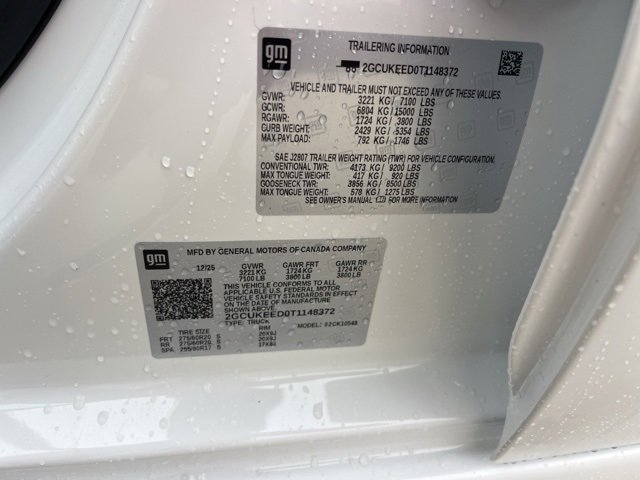 gm
TRAILERING INFORMATION
2GCUKEED0T1148372
VEHICLE AND TRAILER MUST NOT EXCEED ANY OF THESE VALUES.
GVWR: 3221 KG / 7100 LBS
GCWR: 6804 KG / 15000 LBS
RGAWR: 1724 KG / 3800 LBS
CURB WEIGHT: 2429 KG / 5354 LBS
MAX PAYLOAD: 792 KG / 1746 LBS
SAE J2807 TRAILER WEIGHT RATING (TWR) FOR VEHICLE CONFIGURATION.
CONVENTIONAL TWR: 4173 KG / 9200 LBS
MAX TONGUE WEIGHT: 417 KG / 920 LBS
GOOSENECK TWR: 3856 KG / 8500 LBS
MAX TONGUE WEIGHT: 578 KG / 1275 LBS
SEE OWNER'S MANUAL FOR MORE INFORMATION.
gm
MFD BY GENERAL MOTORS OF CANADA COMPANY
12/25 GVWR GAWR FRT GAWR RR
3221 KG 1724 KG 1724 KG
7100 LB 3800 LB 3800 LB
THIS VEHICLE CONFORMS TO ALL
APPLICABLE U.S. FEDERAL MOTOR
VEHICLE SAFETY STANDARDS IN EFFECT
ON THE DATE OF MANUFACTURE
SHOWN ABOVE.
2GCUKEED0T1148372
TYPE: TRUCK MODEL:
TIRE SIZE RIM
FRT 275/60R20 S 20X9J
RR 275/60R20 S 20X9J
SPA 255/80R17 S 17X8J